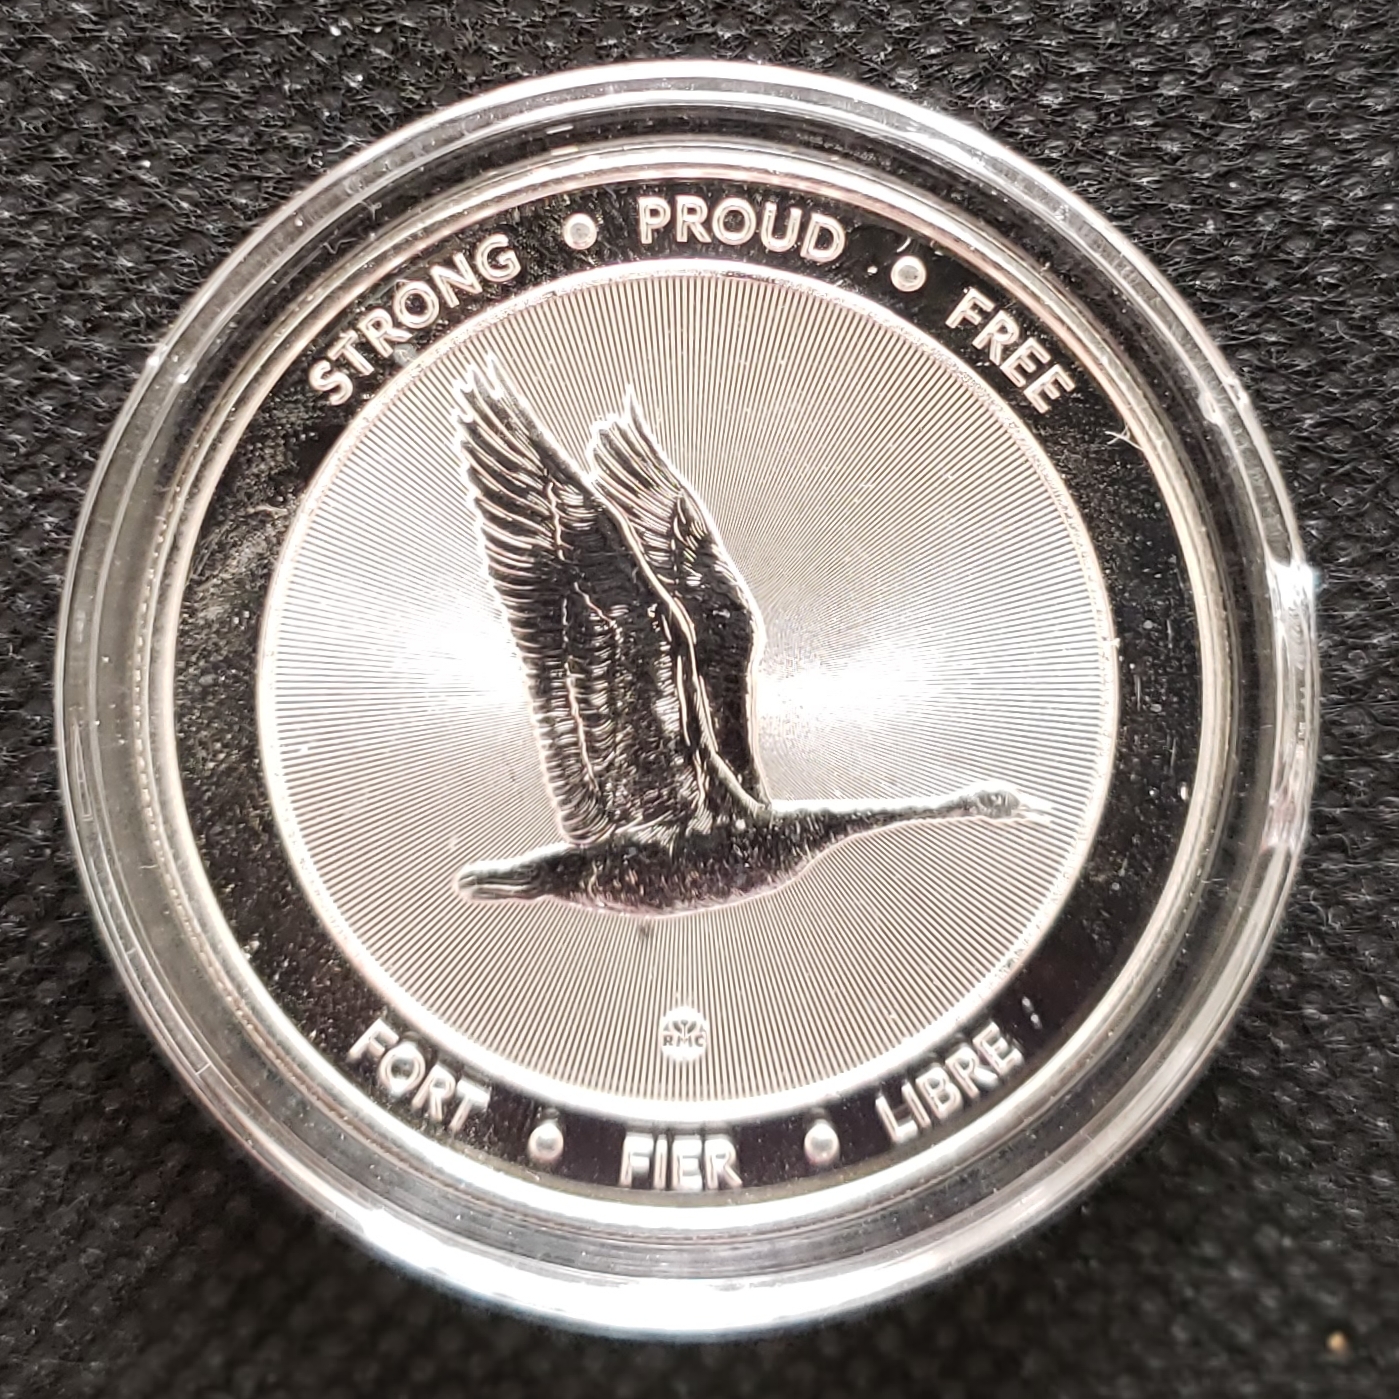 STRONG • PROUD • FREE
RMC
FORT • FIER • LIBRE